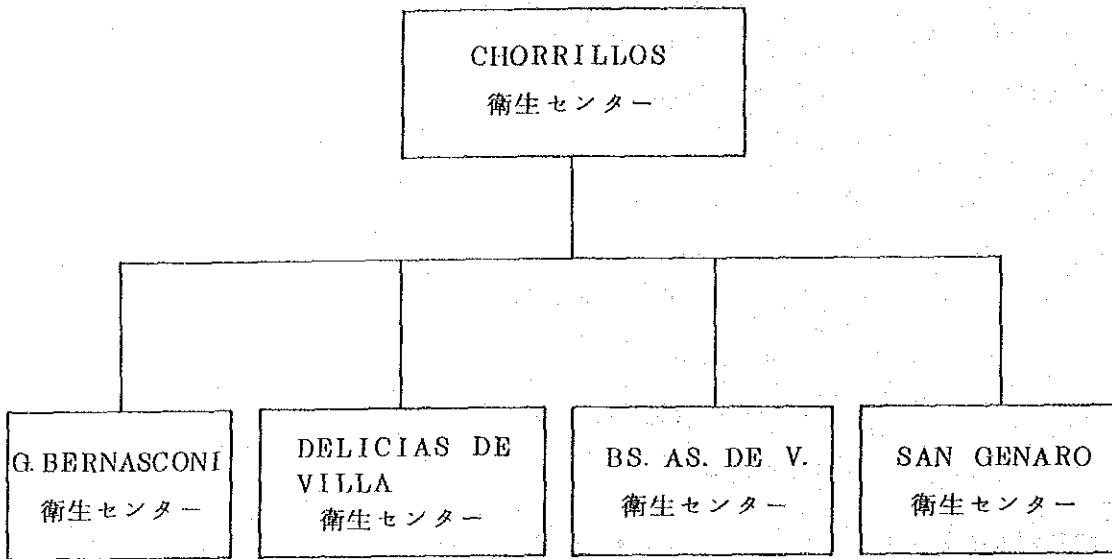 CHORRILLOS
衛生センター
G. BERNASCONI
衛生センター
DELICIAS DE
VILLA
衛生センター
BS. AS. DE V.
衛生センター
SAN GENARO
衛生センター